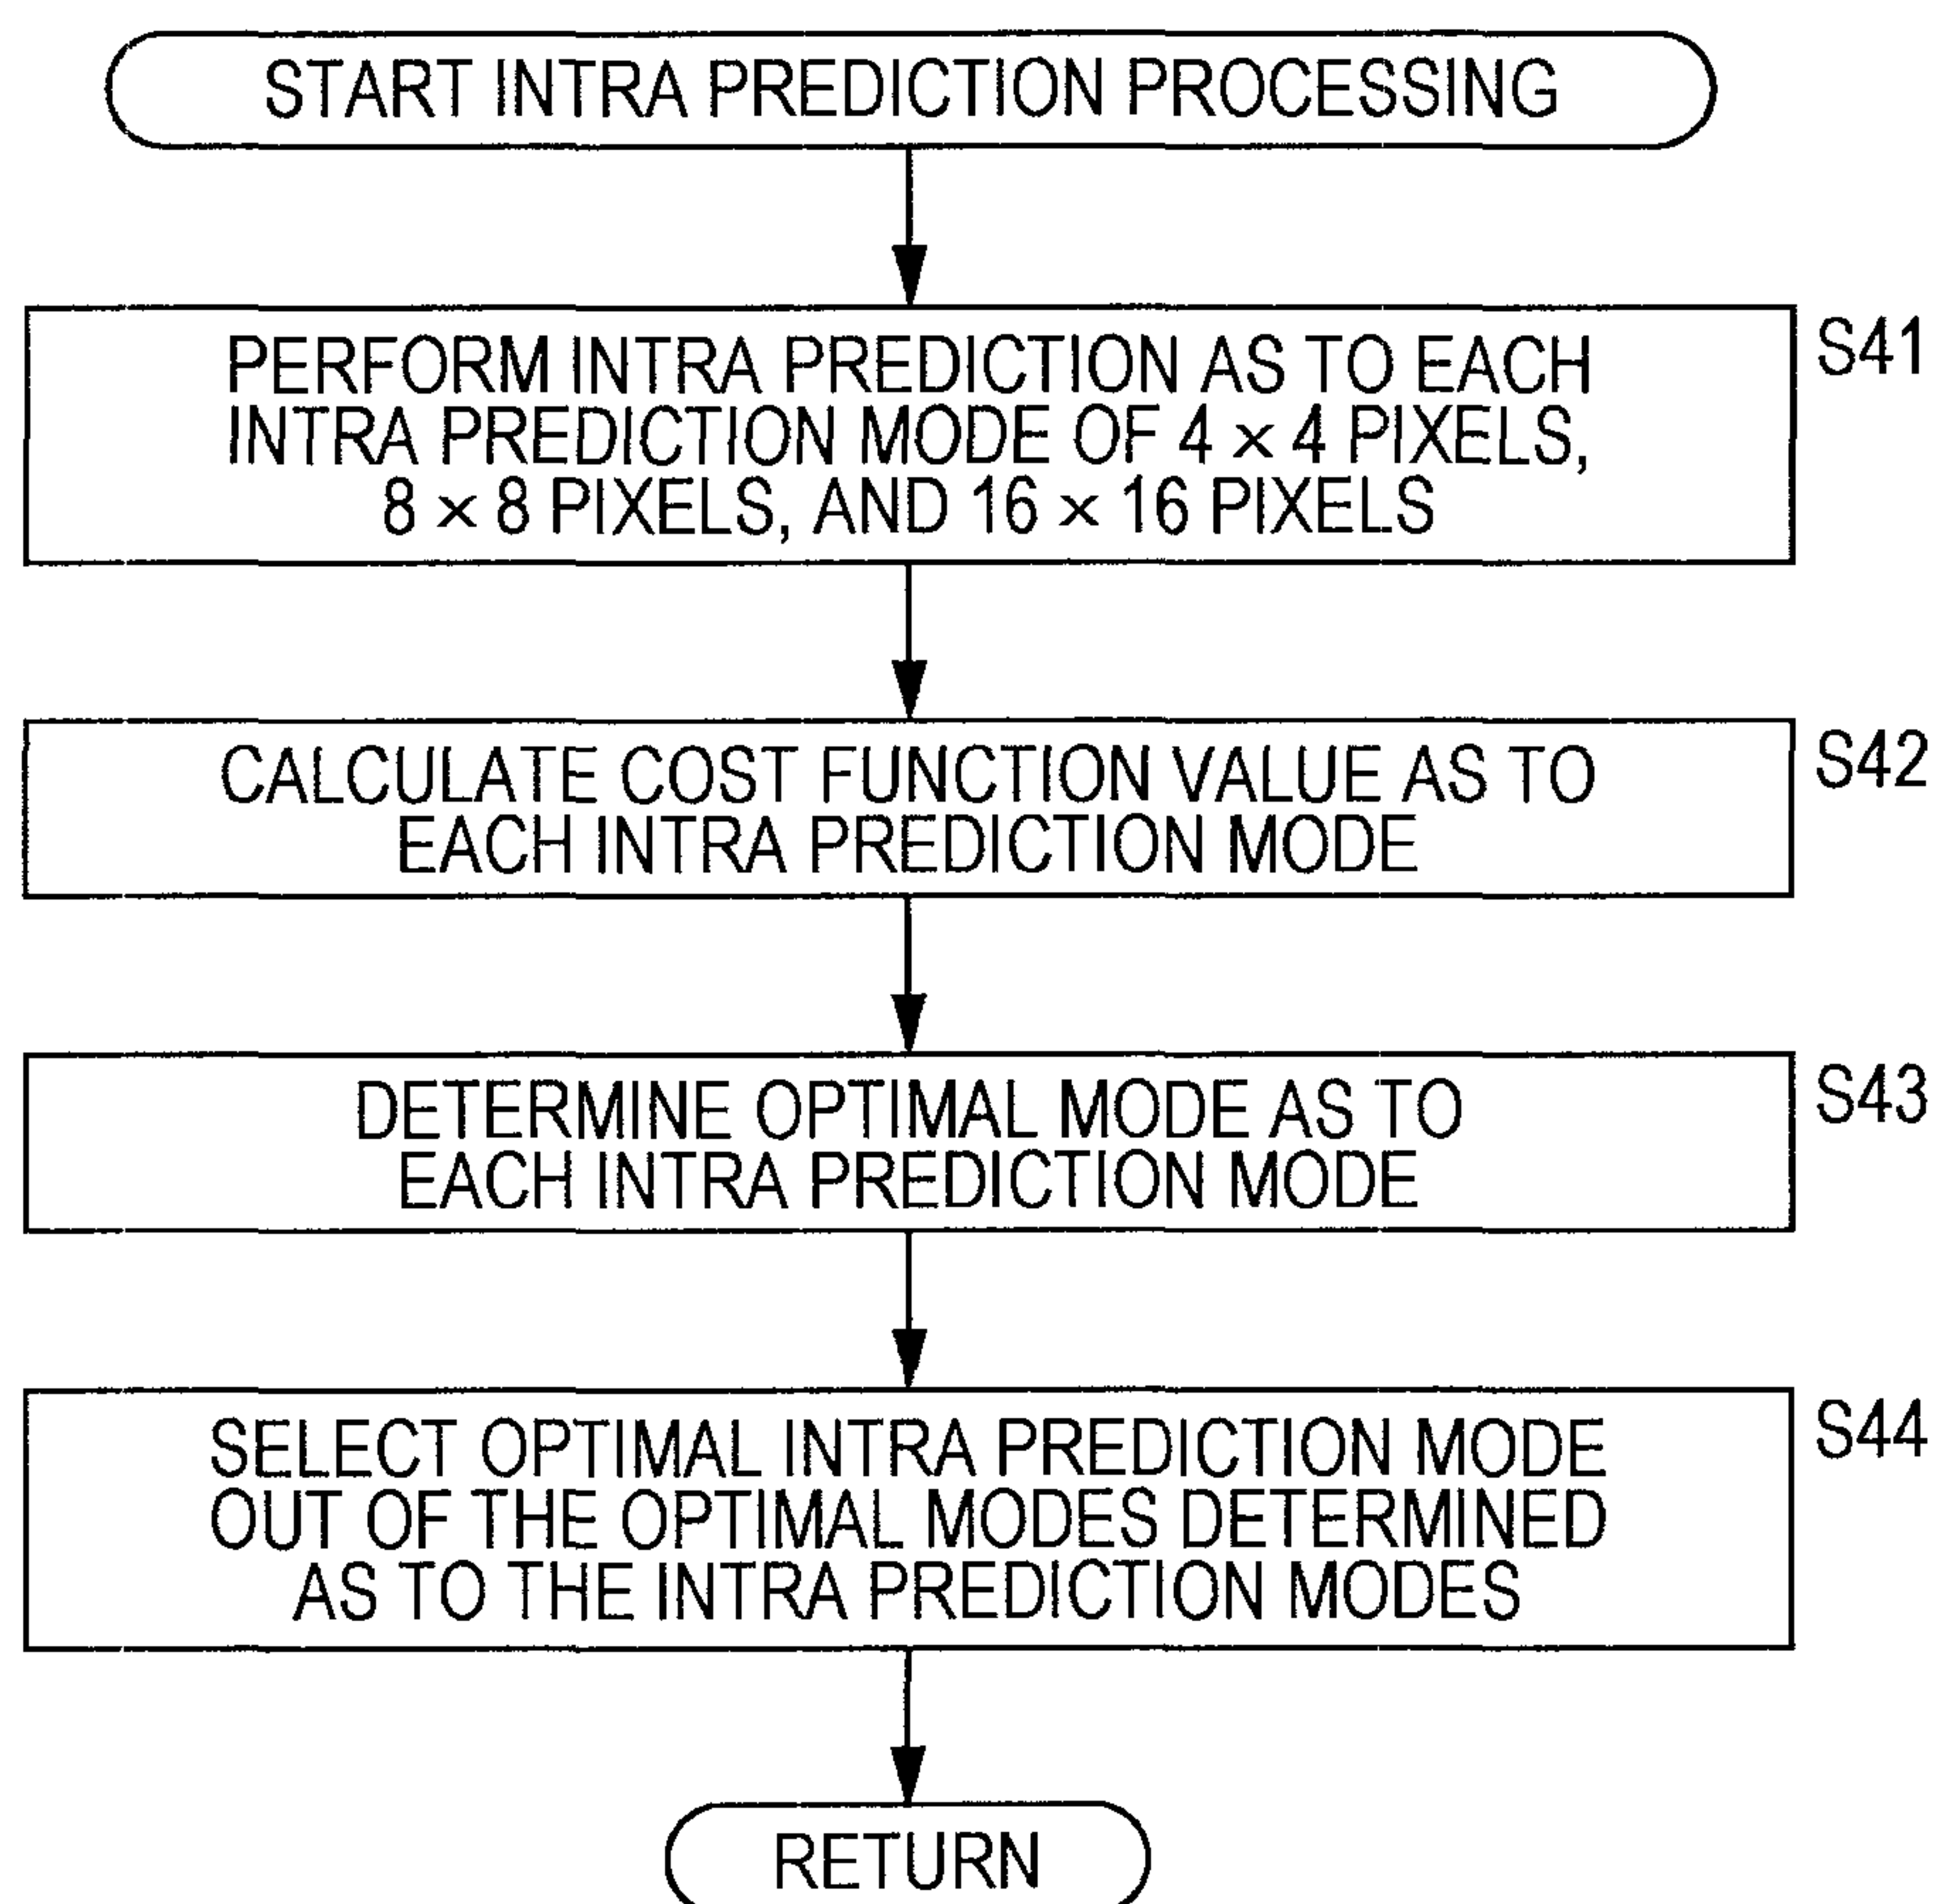 START INTRA PREDICTION PROCESSING
PERFORM INTRA PREDICTION AS TO EACH
INTRA PREDICTION MODE OF 4 × 4 PIXELS,
8 × 8 PIXELS, AND 16 × 16 PIXELS
S41
CALCULATE COST FUNCTION VALUE AS TO
EACH INTRA PREDICTION MODE
S42
DETERMINE OPTIMAL MODE AS TO
EACH INTRA PREDICTION MODE
S43
SELECT OPTIMAL INTRA PREDICTION MODE
OUT OF THE OPTIMAL MODES DETERMINED
AS TO THE INTRA PREDICTION MODES
S44
RETURN